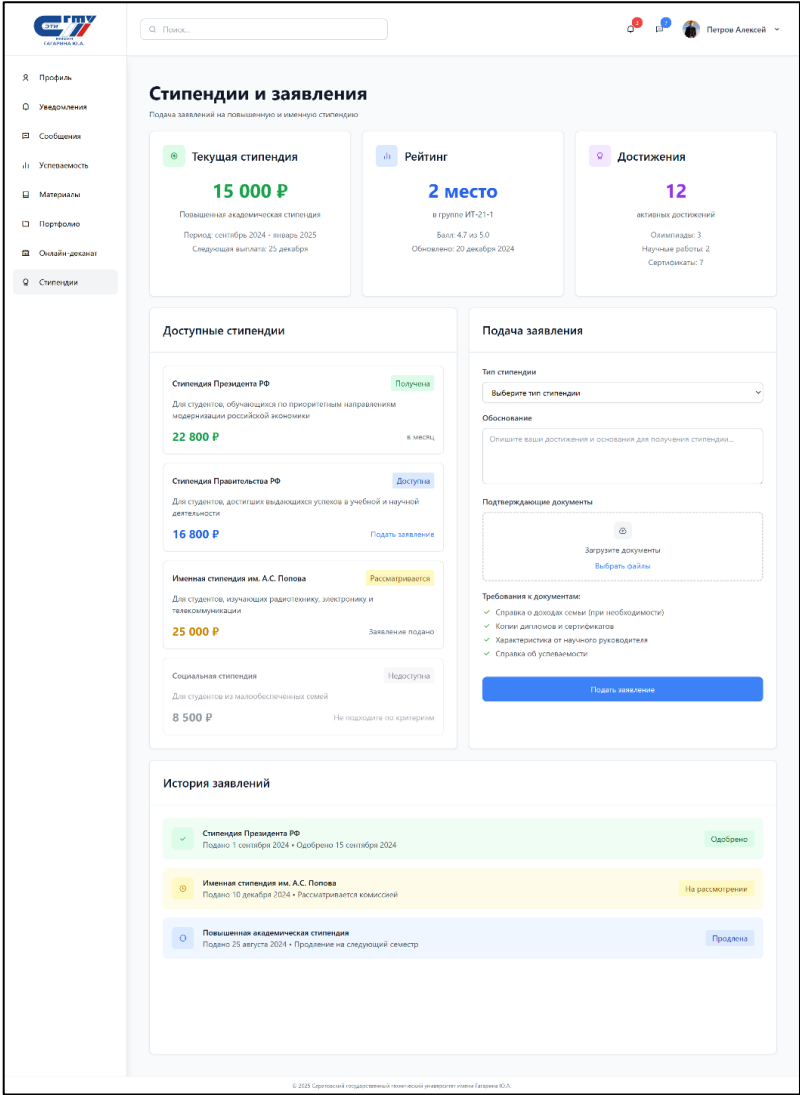 ЭТИ СГТУ
ИМЕНИ
ГАГАРИНА Ю.А.
Поиск...
3
7
Петров Алексей
Профиль
Уведомления
Сообщения
Успеваемость
Материалы
Портфолио
Онлайн-деканат
Стипендии
Стипендии и заявления
Подача заявлений на повышенную и именную стипендию
Текущая стипендия
15 000 ₽
Повышенная академическая стипендия
Период: сентябрь 2024 - январь 2025
Следующая выплата: 25 декабря
Рейтинг
2 место
в группе ИТ-21-1
Балл: 4.7 из 5.0
Обновлено: 20 декабря 2024
Достижения
12
активных достижений
Олимпиады: 3
Научные работы: 2
Сертификаты: 7
Доступные стипендии
Стипендия Президента РФ
Получена
Для студентов, обучающихся по приоритетным направлениям
модернизации российской экономики
22 800 ₽
в месяц
Стипендия Правительства РФ
Доступна
Для студентов, достигших выдающихся успехов в учебной и научной
деятельности
16 800 ₽
Подать заявление
Именная стипендия им. А.С. Попова
Рассматривается
Для студентов, изучающих радиотехнику, электронику и
телекоммуникации
25 000 ₽
Заявление подано
Социальная стипендия
Недоступна
Для студентов из малообеспеченных семей
8 500 ₽
Не подходите по критериям
Подача заявления
Тип стипендии
Выберите тип стипендии
Обоснование
Опишите ваши достижения и основания для получения стипендии...
Подтверждающие документы
Загрузите документы
Выбрать файлы
Требования к документам:
Справка о доходах семьи (при необходимости)
Копии дипломов и сертификатов
Характеристика от научного руководителя
Справка об успеваемости
Подать заявление
История заявлений
Стипендия Президента РФ
Подано 1 сентября 2024 • Одобрено 15 сентября 2024
Одобрено
Именная стипендия им. А.С. Попова
Подано 10 декабря 2024 • Рассматривается комиссией
На рассмотрении
Повышенная академическая стипендия
Подано 25 августа 2024 • Продление на следующий семестр
Продлена
© 2025 Саратовский государственный технический университет имени Гагарина Ю.А.